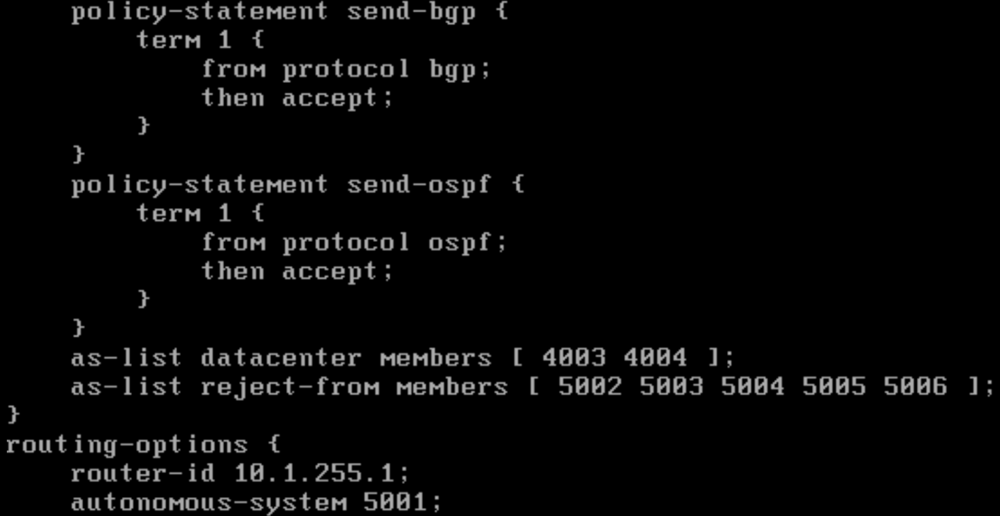 policy-statement send-bgp {
term 1 {
from protocol bgp;
then accept;
}
}
policy-statement send-ospf {
term 1 {
from protocol ospf;
then accept;
}
}
as-list datacenter members [ 4003 4004 ];
as-list reject-from members [ 5002 5003 5004 5005 5006 ];
}
routing-options {
router-id 10.1.255.1;
autonomous-system 5001;